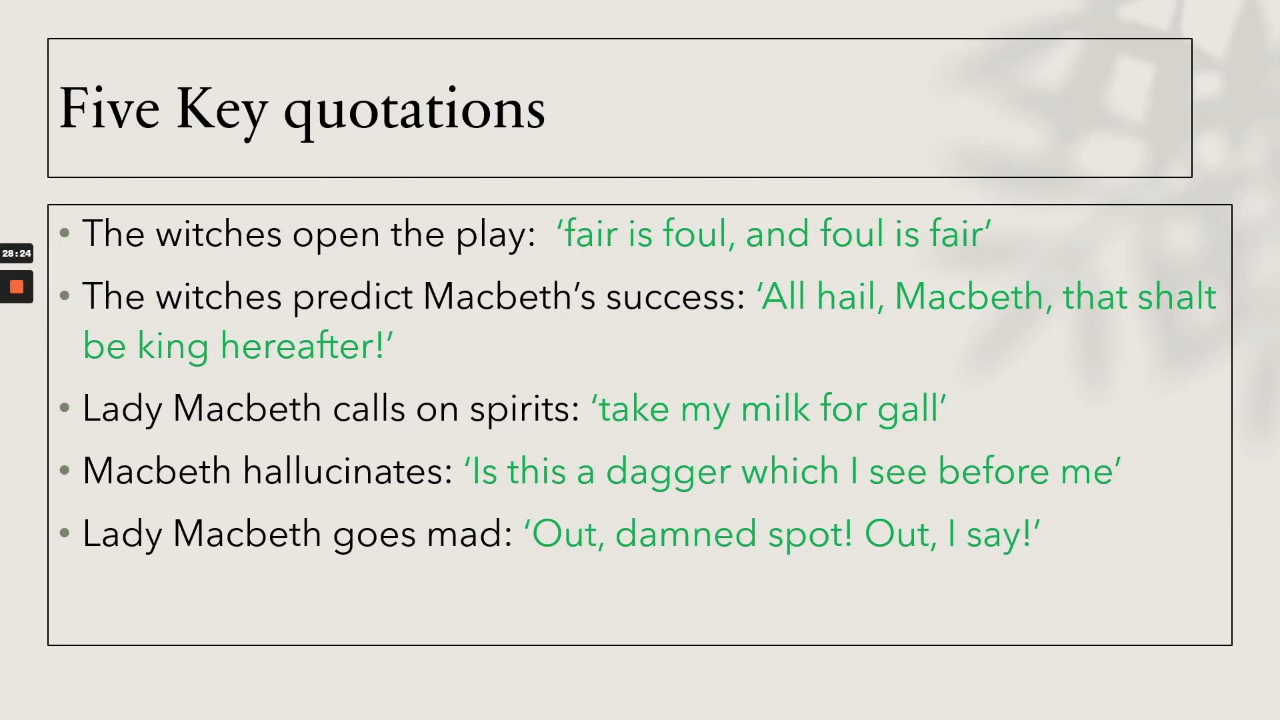 Five Key quotations
• The witches open the play:  ‘fair is foul, and foul is fair’
28:24
• The witches predict Macbeth’s success: ‘All hail, Macbeth, that shalt
be king hereafter!’
• Lady Macbeth calls on spirits: ‘take my milk for gall’
• Macbeth hallucinates: ‘Is this a dagger which I see before me’
• Lady Macbeth goes mad: ‘Out, damned spot! Out, I say!’